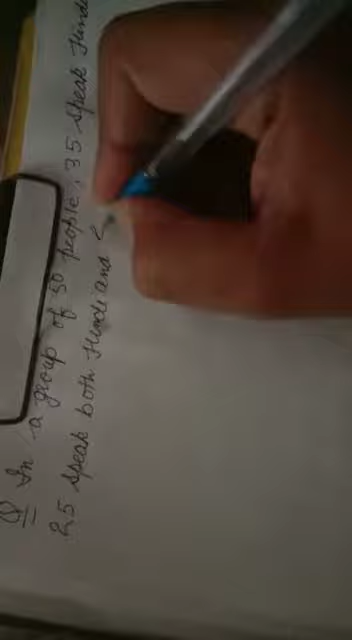 Q In a group of 50 people, 35 speak Hindi
25 speak both Hindi and